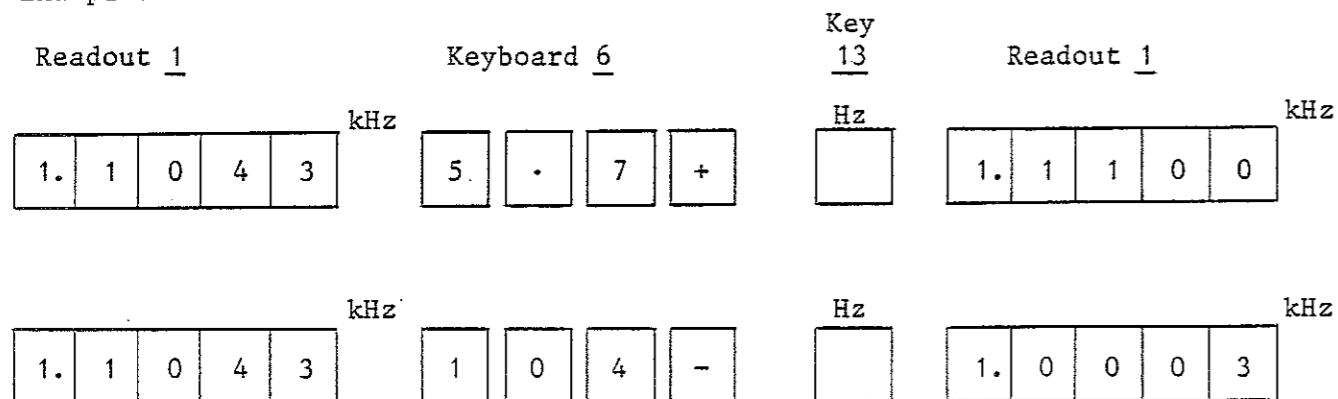 Key
Readout 1 Keyboard 6 13 Readout 1
kHz Hz kHz
1. 1 0 4 3 5 . 7 + 1. 1 1 0 0
kHz Hz kHz
1. 1 0 4 3 1 0 4 - 1. 0 0 0 3